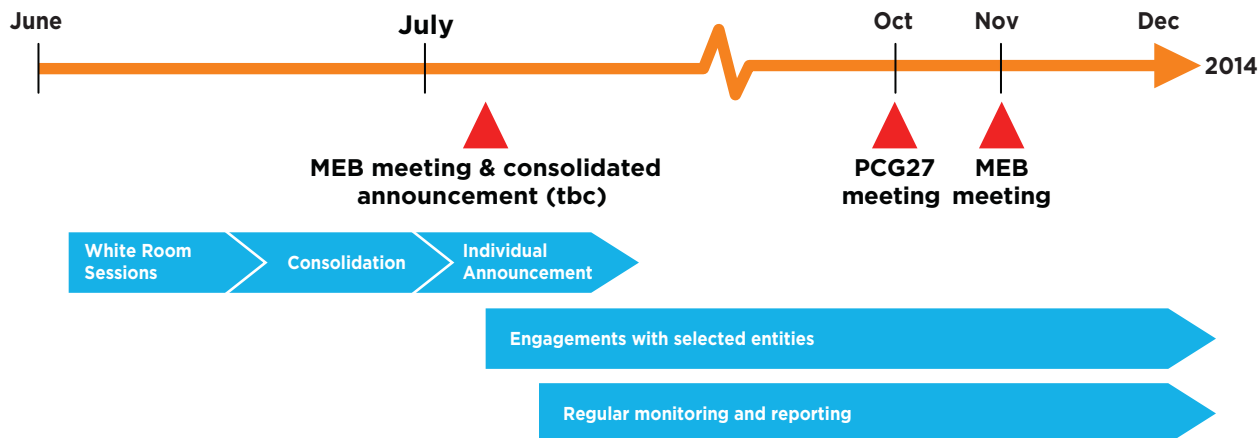 June
July
Oct
Nov
Dec
2014
MEB meeting & consolidated
announcement (tbc)
PCG27
meeting
MEB
meeting
White Room
Sessions
Consolidation
Individual
Announcement
Engagements with selected entities
Regular monitoring and reporting